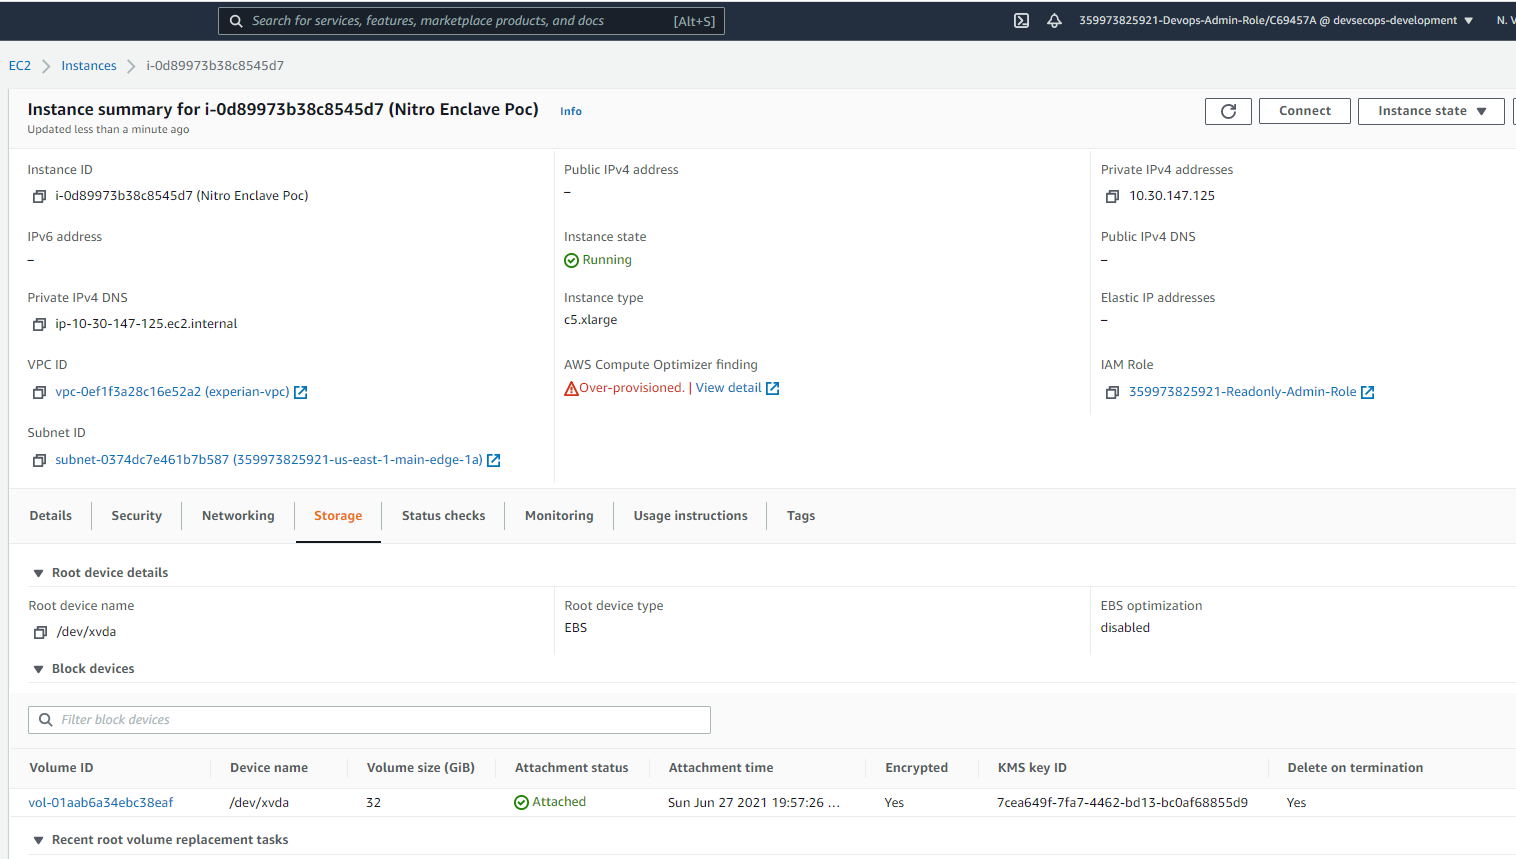 Search for services, features, marketplace products, and docs [Alt+S]
359973825921-Devops-Admin-Role/C69457A @ devsecops-development
N. V
EC2 Instances i-0d89973b38c8545d7
Instance summary for i-0d89973b38c8545d7 (Nitro Enclave Poc) Info
Updated less than a minute ago
Connect
Instance state
Instance ID
i-0d89973b38c8545d7 (Nitro Enclave Poc)
Public IPv4 address
–
Private IPv4 addresses
10.30.147.125
IPv6 address
–
Instance state
Running
Public IPv4 DNS
–
Private IPv4 DNS
ip-10-30-147-125.ec2.internal
Instance type
c5.xlarge
Elastic IP addresses
–
VPC ID
vpc-0ef1f3a28c16e52a2 (experian-vpc)
AWS Compute Optimizer finding
Over-provisioned. | View detail
IAM Role
359973825921-Readonly-Admin-Role
Subnet ID
subnet-0374dc7e461b7b587 (359973825921-us-east-1-main-edge-1a)
Details Security Networking Storage Status checks Monitoring Usage instructions Tags
Root device details
Root device name
/dev/xvda
Root device type
EBS
EBS optimization
disabled
Block devices
Filter block devices
Volume ID Device name Volume size (GiB) Attachment status Attachment time Encrypted KMS key ID Delete on termination
vol-01aab6a34ebc38eaf /dev/xvda 32 Attached Sun Jun 27 2021 19:57:26 ... Yes 7cea649f-7fa7-4462-bd13-bc0af68855d9 Yes
Recent root volume replacement tasks